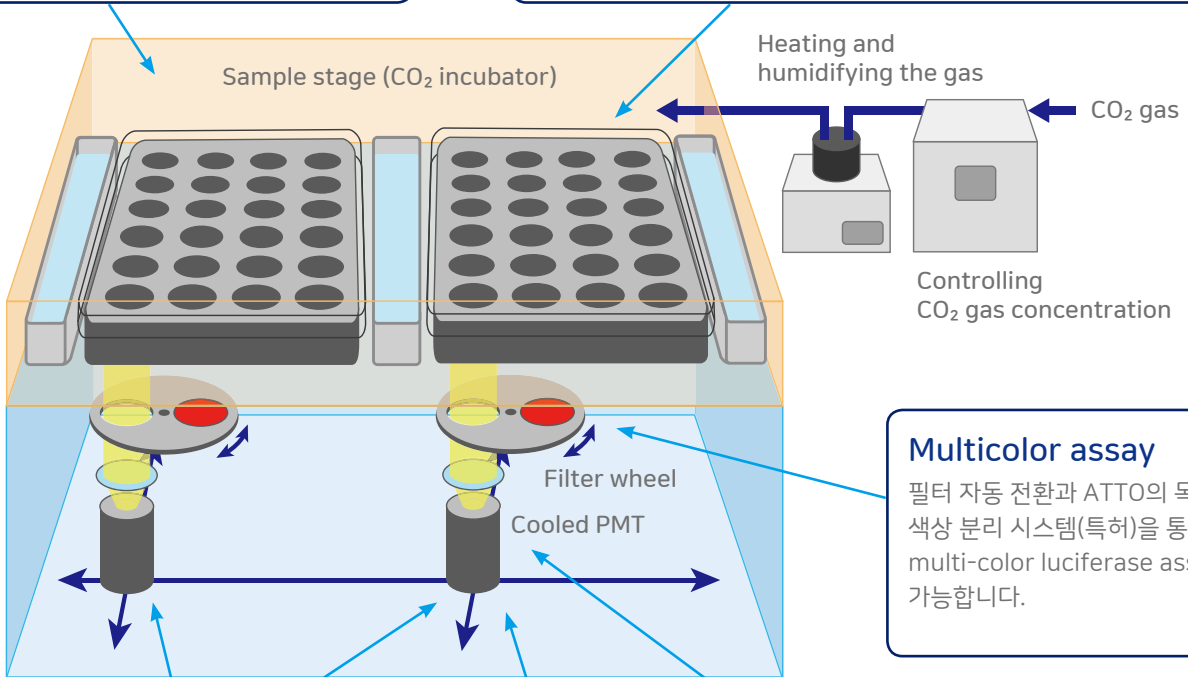 Heating and
humidifying the gas
Sample stage (CO₂ incubator)
CO₂ gas
Controlling
CO₂ gas concentration
Multicolor assay
필터 자동 전환과 ATTO의
색상 분리 시스템(특허)을
multi-color luciferase
가능합니다.
Filter wheel
Cooled PMT